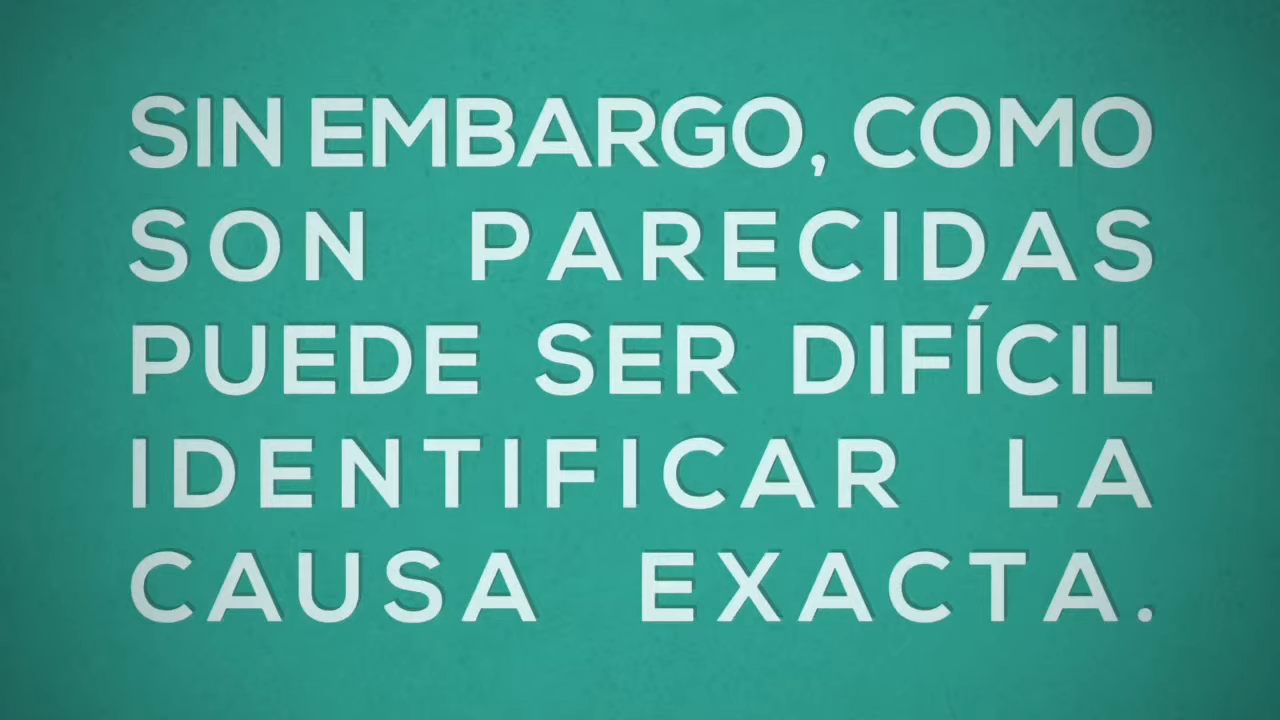 SIN EMBARGO, COMO
SON PARECIDAS
PUEDE SER DIFÍCIL
IDENTIFICAR LA
CAUSA EXACTA.